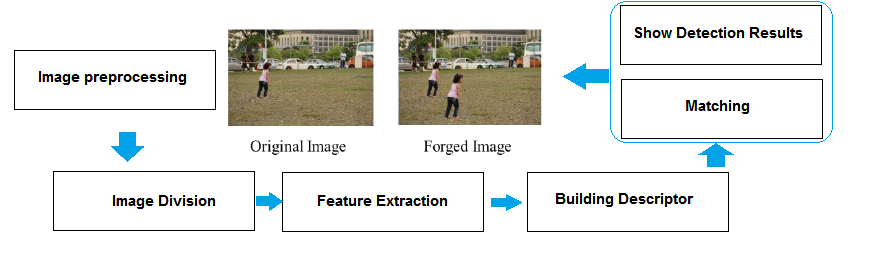 Image preprocessing
Original Image
Forged Image
Show Detection Results
Matching
Image Division
Feature Extraction
Building Descriptor